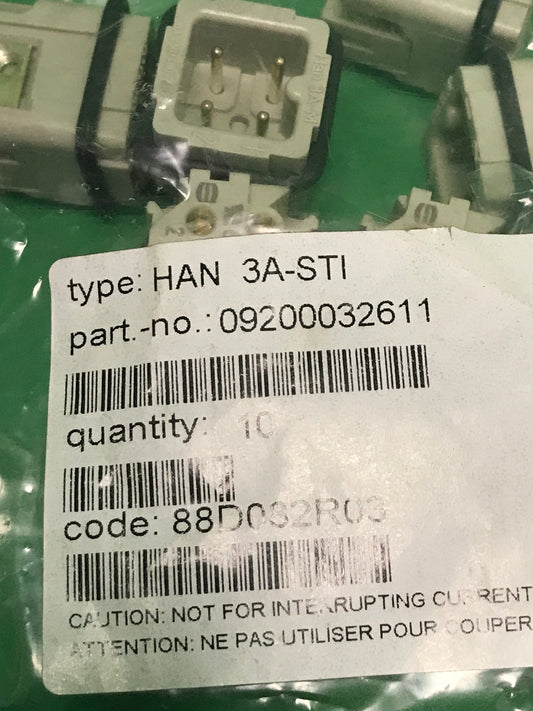 type: HAN 3A-STI
part.-no.: 09200032611
quantity: 10
code: 88D082R03
CAUTION: NOT FOR INTERRUPTING CURRENT
ATTENTION: NE PAS UTILISER POUR COUPER